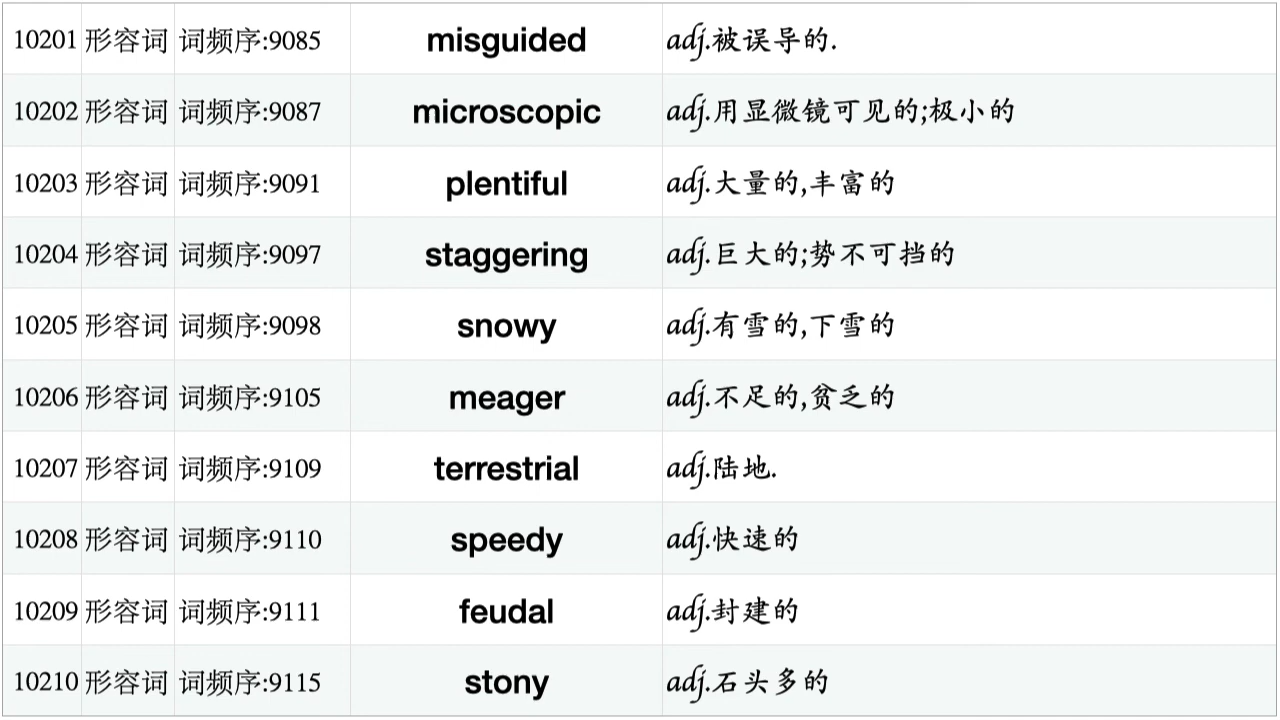 10201 形容词 词频序:9085 misguided adj.被误导的.
10202 形容词 词频序:9087 microscopic adj.用显微镜可见的;极小的
10203 形容词 词频序:9091 plentiful adj.大量的,丰富的
10204 形容词 词频序:9097 staggering adj.巨大的;势不可挡的
10205 形容词 词频序:9098 snowy adj.有雪的,下雪的
10206 形容词 词频序:9105 meager adj.不足的,贫乏的
10207 形容词 词频序:9109 terrestrial adj.陆地.
10208 形容词 词频序:9110 speedy adj.快速的
10209 形容词 词频序:9111 feudal adj.封建的
10210 形容词 词频序:9115 stony adj.石头多的